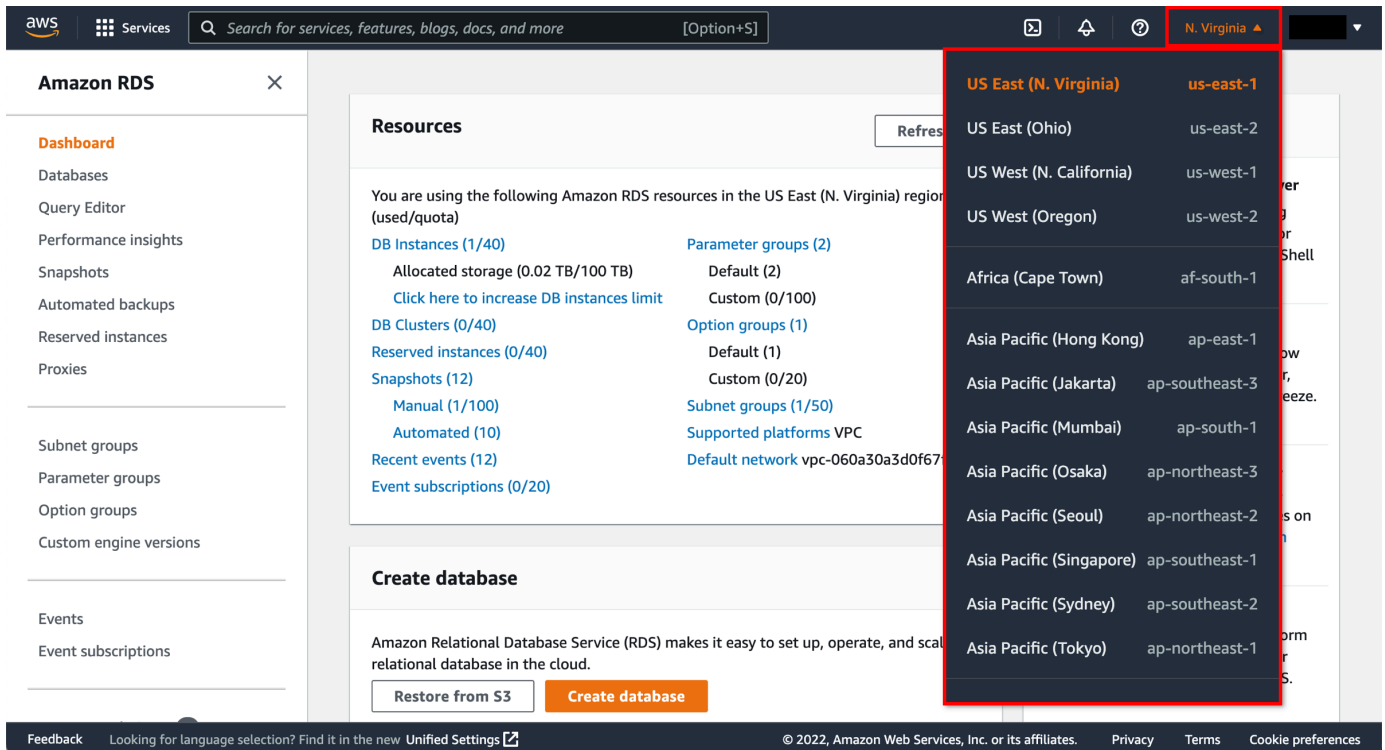 aws
Services
Search for services, features, blogs, docs, and more [Option+S]
N. Virginia
Amazon RDS
Dashboard
Databases
Query Editor
Performance insights
Snapshots
Automated backups
Reserved instances
Proxies
Subnet groups
Parameter groups
Option groups
Custom engine versions
Events
Event subscriptions
Resources
You are using the following Amazon RDS resources in the US East (N. Virginia) region
(used/quota)
DB Instances (1/40)
Allocated storage (0.02 TB/100 TB)
Click here to increase DB instances limit
DB Clusters (0/40)
Reserved instances (0/40)
Snapshots (12)
Manual (1/100)
Automated (10)
Recent events (12)
Event subscriptions (0/20)
Parameter groups (2)
Default (2)
Custom (0/100)
Option groups (1)
Default (1)
Custom (0/20)
Subnet groups (1/50)
Supported platforms VPC
Default network
Create database
Amazon Relational Database Service (RDS) makes it easy to set up, operate, and
relational database in the cloud.
Restore from S3
Create database
US East (N. Virginia) us-east-1
US East (Ohio) us-east-2
US West (N. California) us-west-1
US West (Oregon) us-west-2
Africa (Cape Town) af-south-1
Asia Pacific (Hong Kong) ap-east-1
Asia Pacific (Jakarta) ap-southeast-3
Asia Pacific (Mumbai) ap-south-1
Asia Pacific (Osaka) ap-northeast-3
Asia Pacific (Seoul) ap-northeast-2
Asia Pacific (Singapore) ap-southeast-1
Asia Pacific (Sydney) ap-southeast-2
Asia Pacific (Tokyo) ap-northeast-1
Shell
on
Feedback
Looking for language selection? Find it in the new Unified Settings
© 2022, Amazon Web Services, Inc. or its affiliates.
Privacy
Terms
Cookie preferences